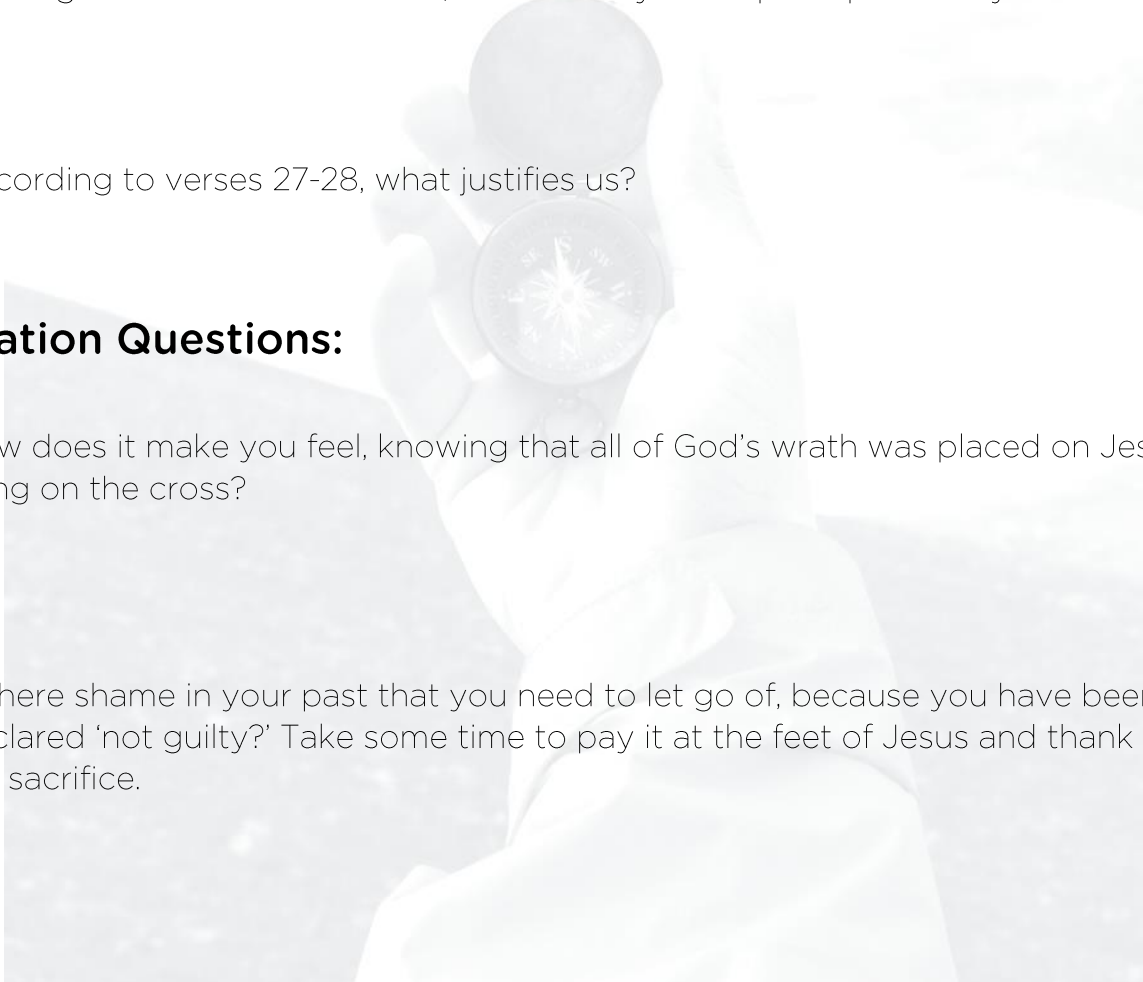 cording to verses 27-28, what justifies us?
ation Questions:
w does it make you feel, knowing that all of God’s wrath was placed on Jes
ng on the cross?
here shame in your past that you need to let go of, because you have been
clared ‘not guilty?’ Take some time to pay it at the feet of Jesus and thank
sacrifice.
S
SW
W
SE
E